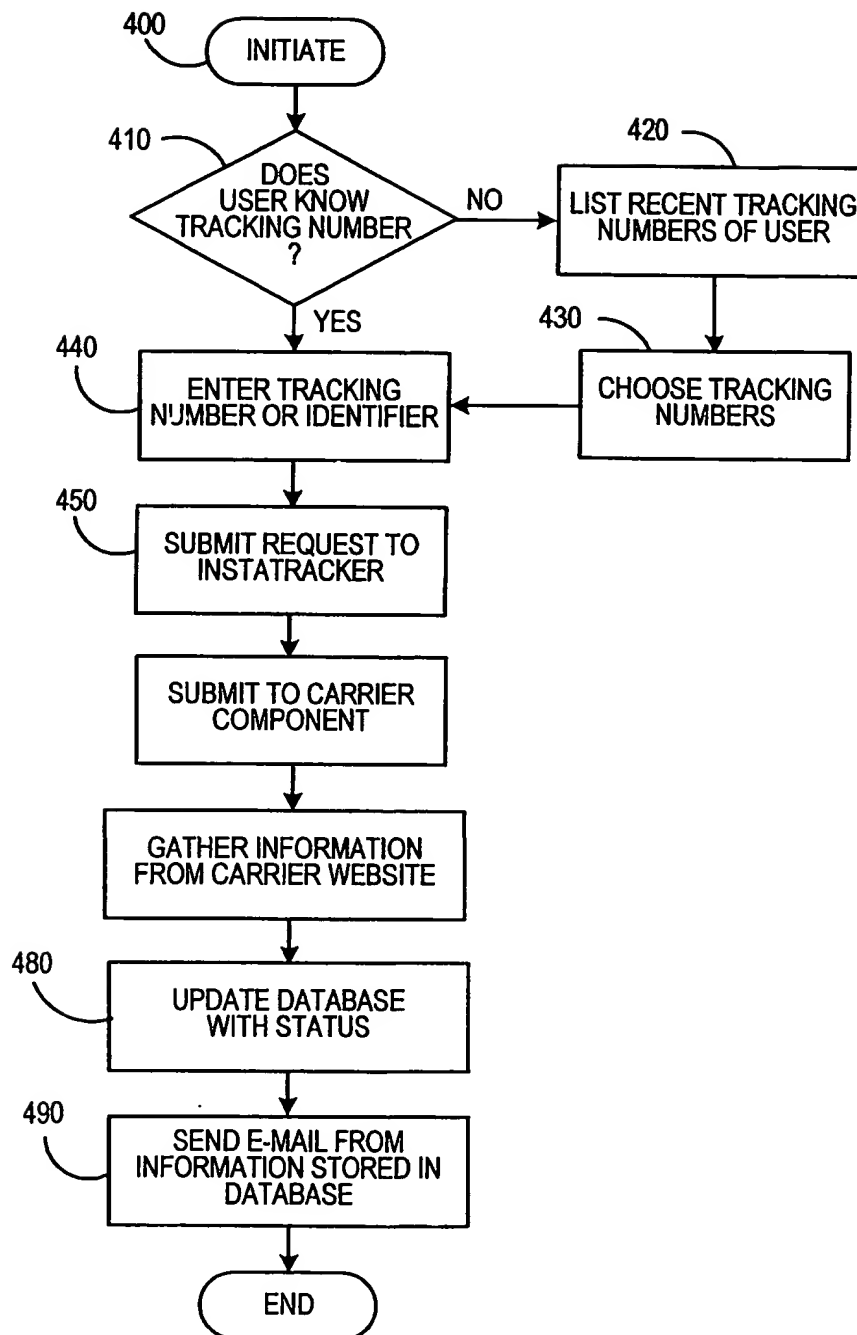 400
INITIATE
410
DOES
USER KNOW
TRACKING NUMBER
?
NO
420
LIST RECENT TRACKING
NUMBERS OF USER
YES
430
CHOOSE TRACKING
NUMBERS
440
ENTER TRACKING
NUMBER OR IDENTIFIER
450
SUBMIT REQUEST TO
INSTATRACKER
SUBMIT TO CARRIER
COMPONENT
GATHER INFORMATION
FROM CARRIER WEBSITE
480
UPDATE DATABASE
WITH STATUS
490
SEND E-MAIL FROM
INFORMATION STORED IN
DATABASE
END